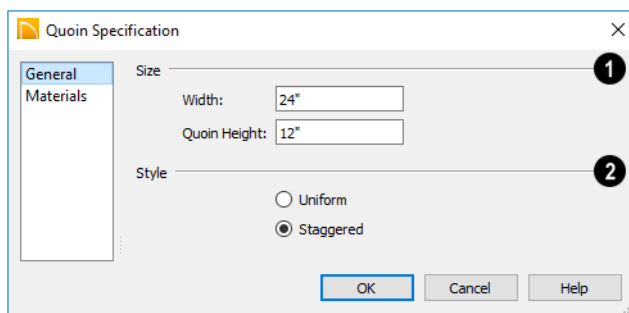 Quoin Specification
General
Materials
Size
1
Width: 24"
Quoin Height: 12"
Style
2
Uniform
Staggered
OK Cancel Help